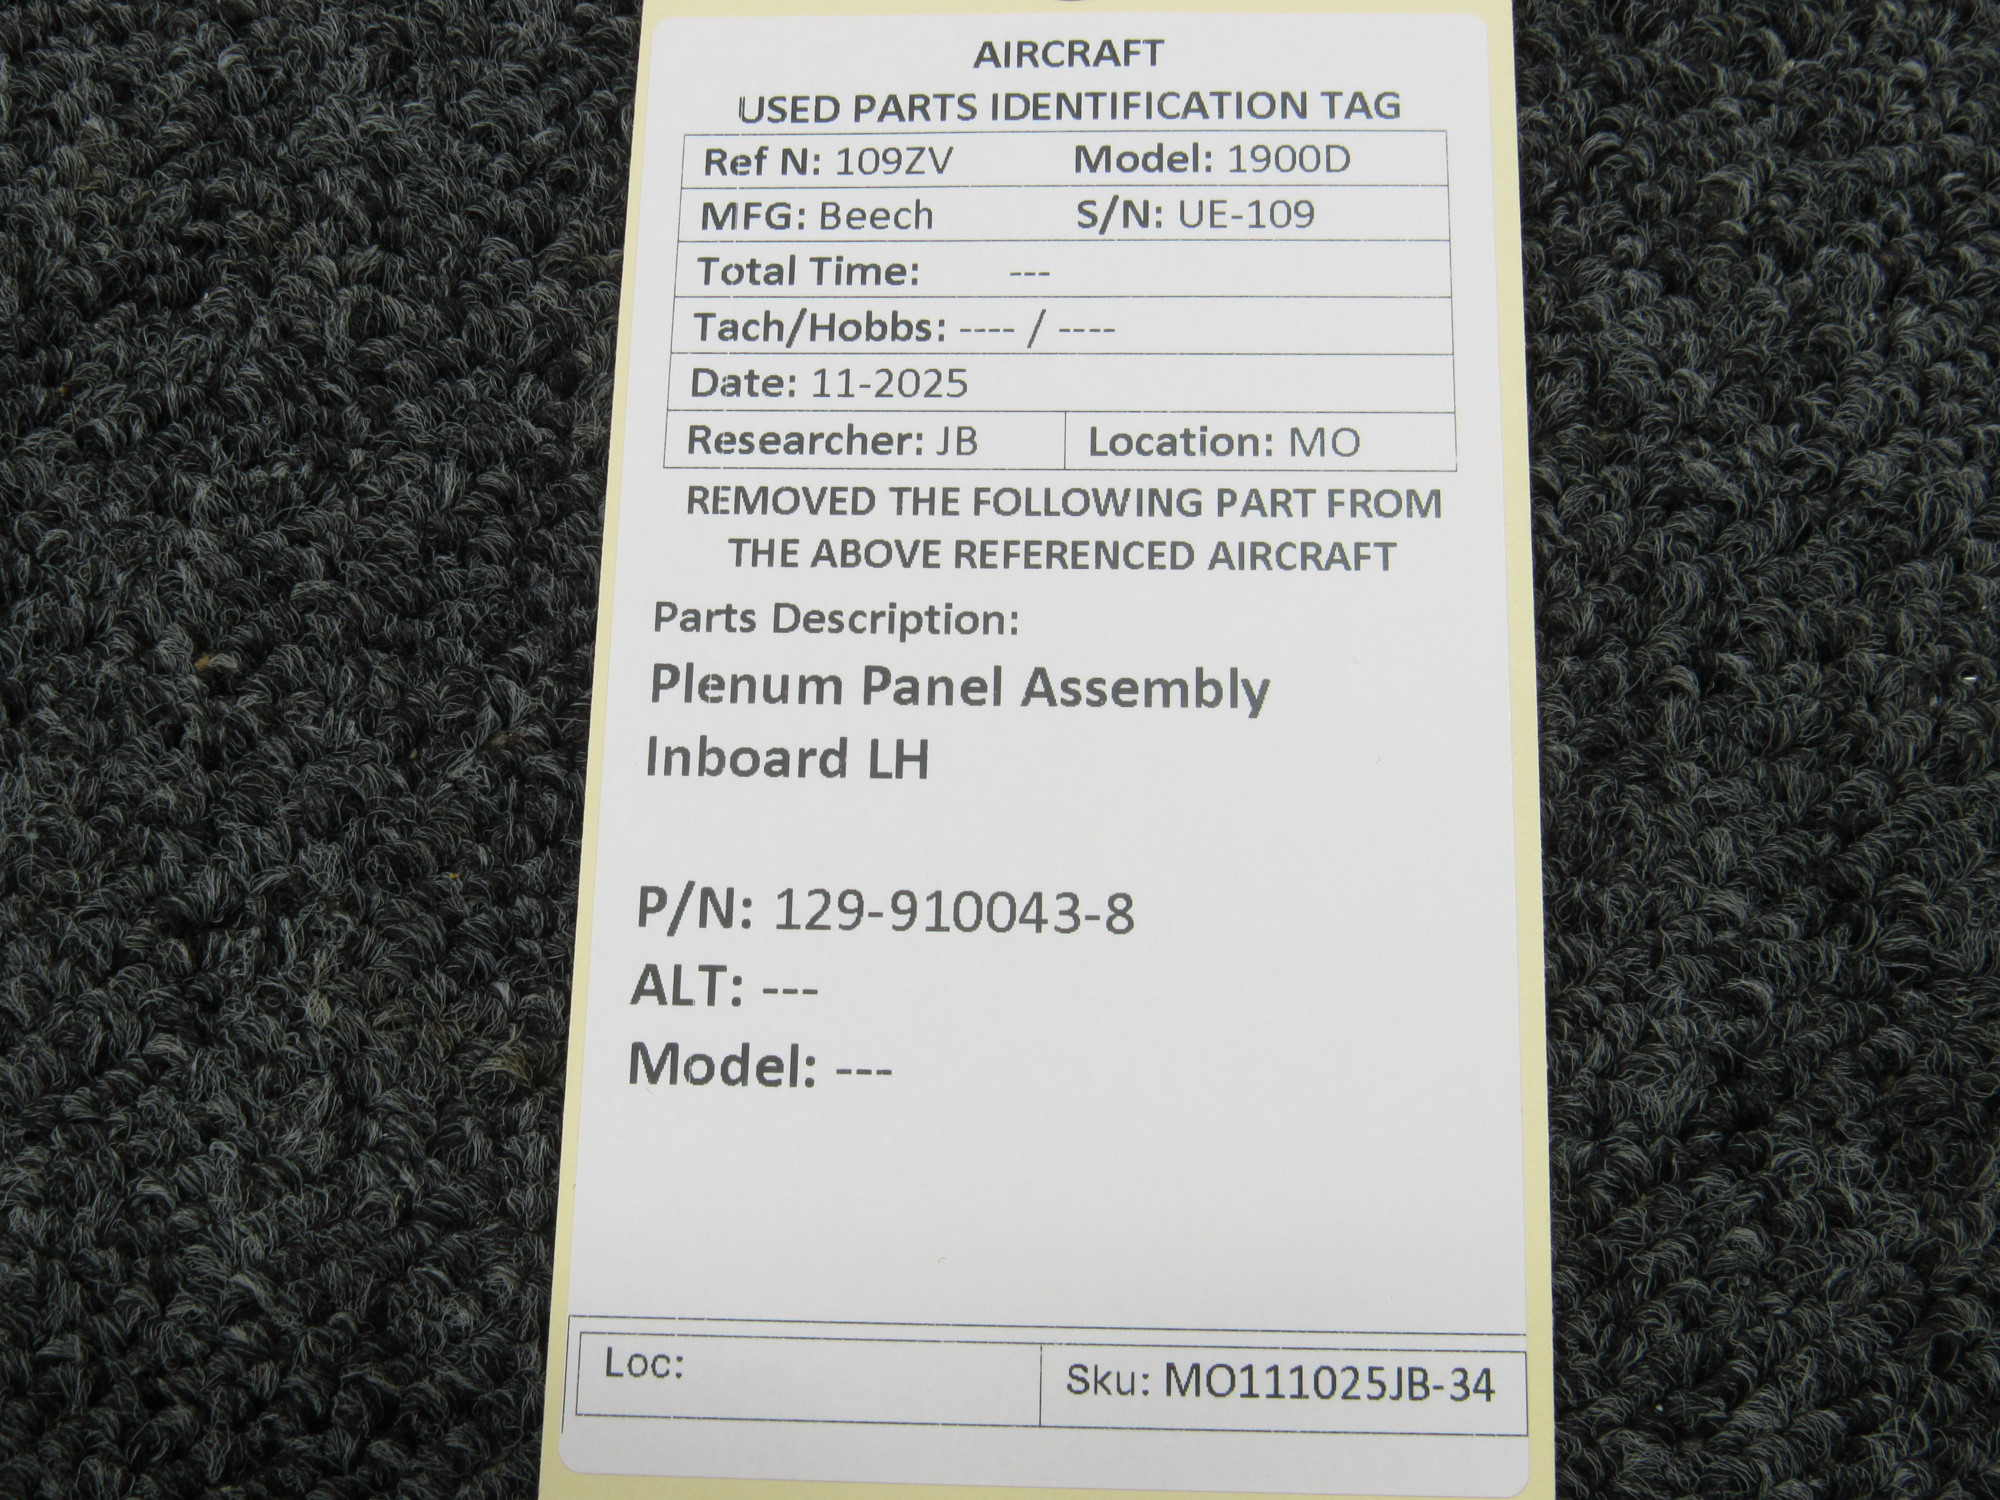 AIRCRAFT
USED PARTS IDENTIFICATION TAG
Ref N: 109ZV Model: 1900D
MFG: Beech S/N: UE-109
Total Time: ---
Tach/Hobbs: ---- / ----
Date: 11-2025
Researcher: JB Location: MO
REMOVED THE FOLLOWING PART FROM
THE ABOVE REFERENCED AIRCRAFT
Parts Description:
Plenum Panel Assembly
Inboard LH
P/N: 129-910043-8
ALT: ---
Model: ---
Loc: Sku: MO111025JB-34